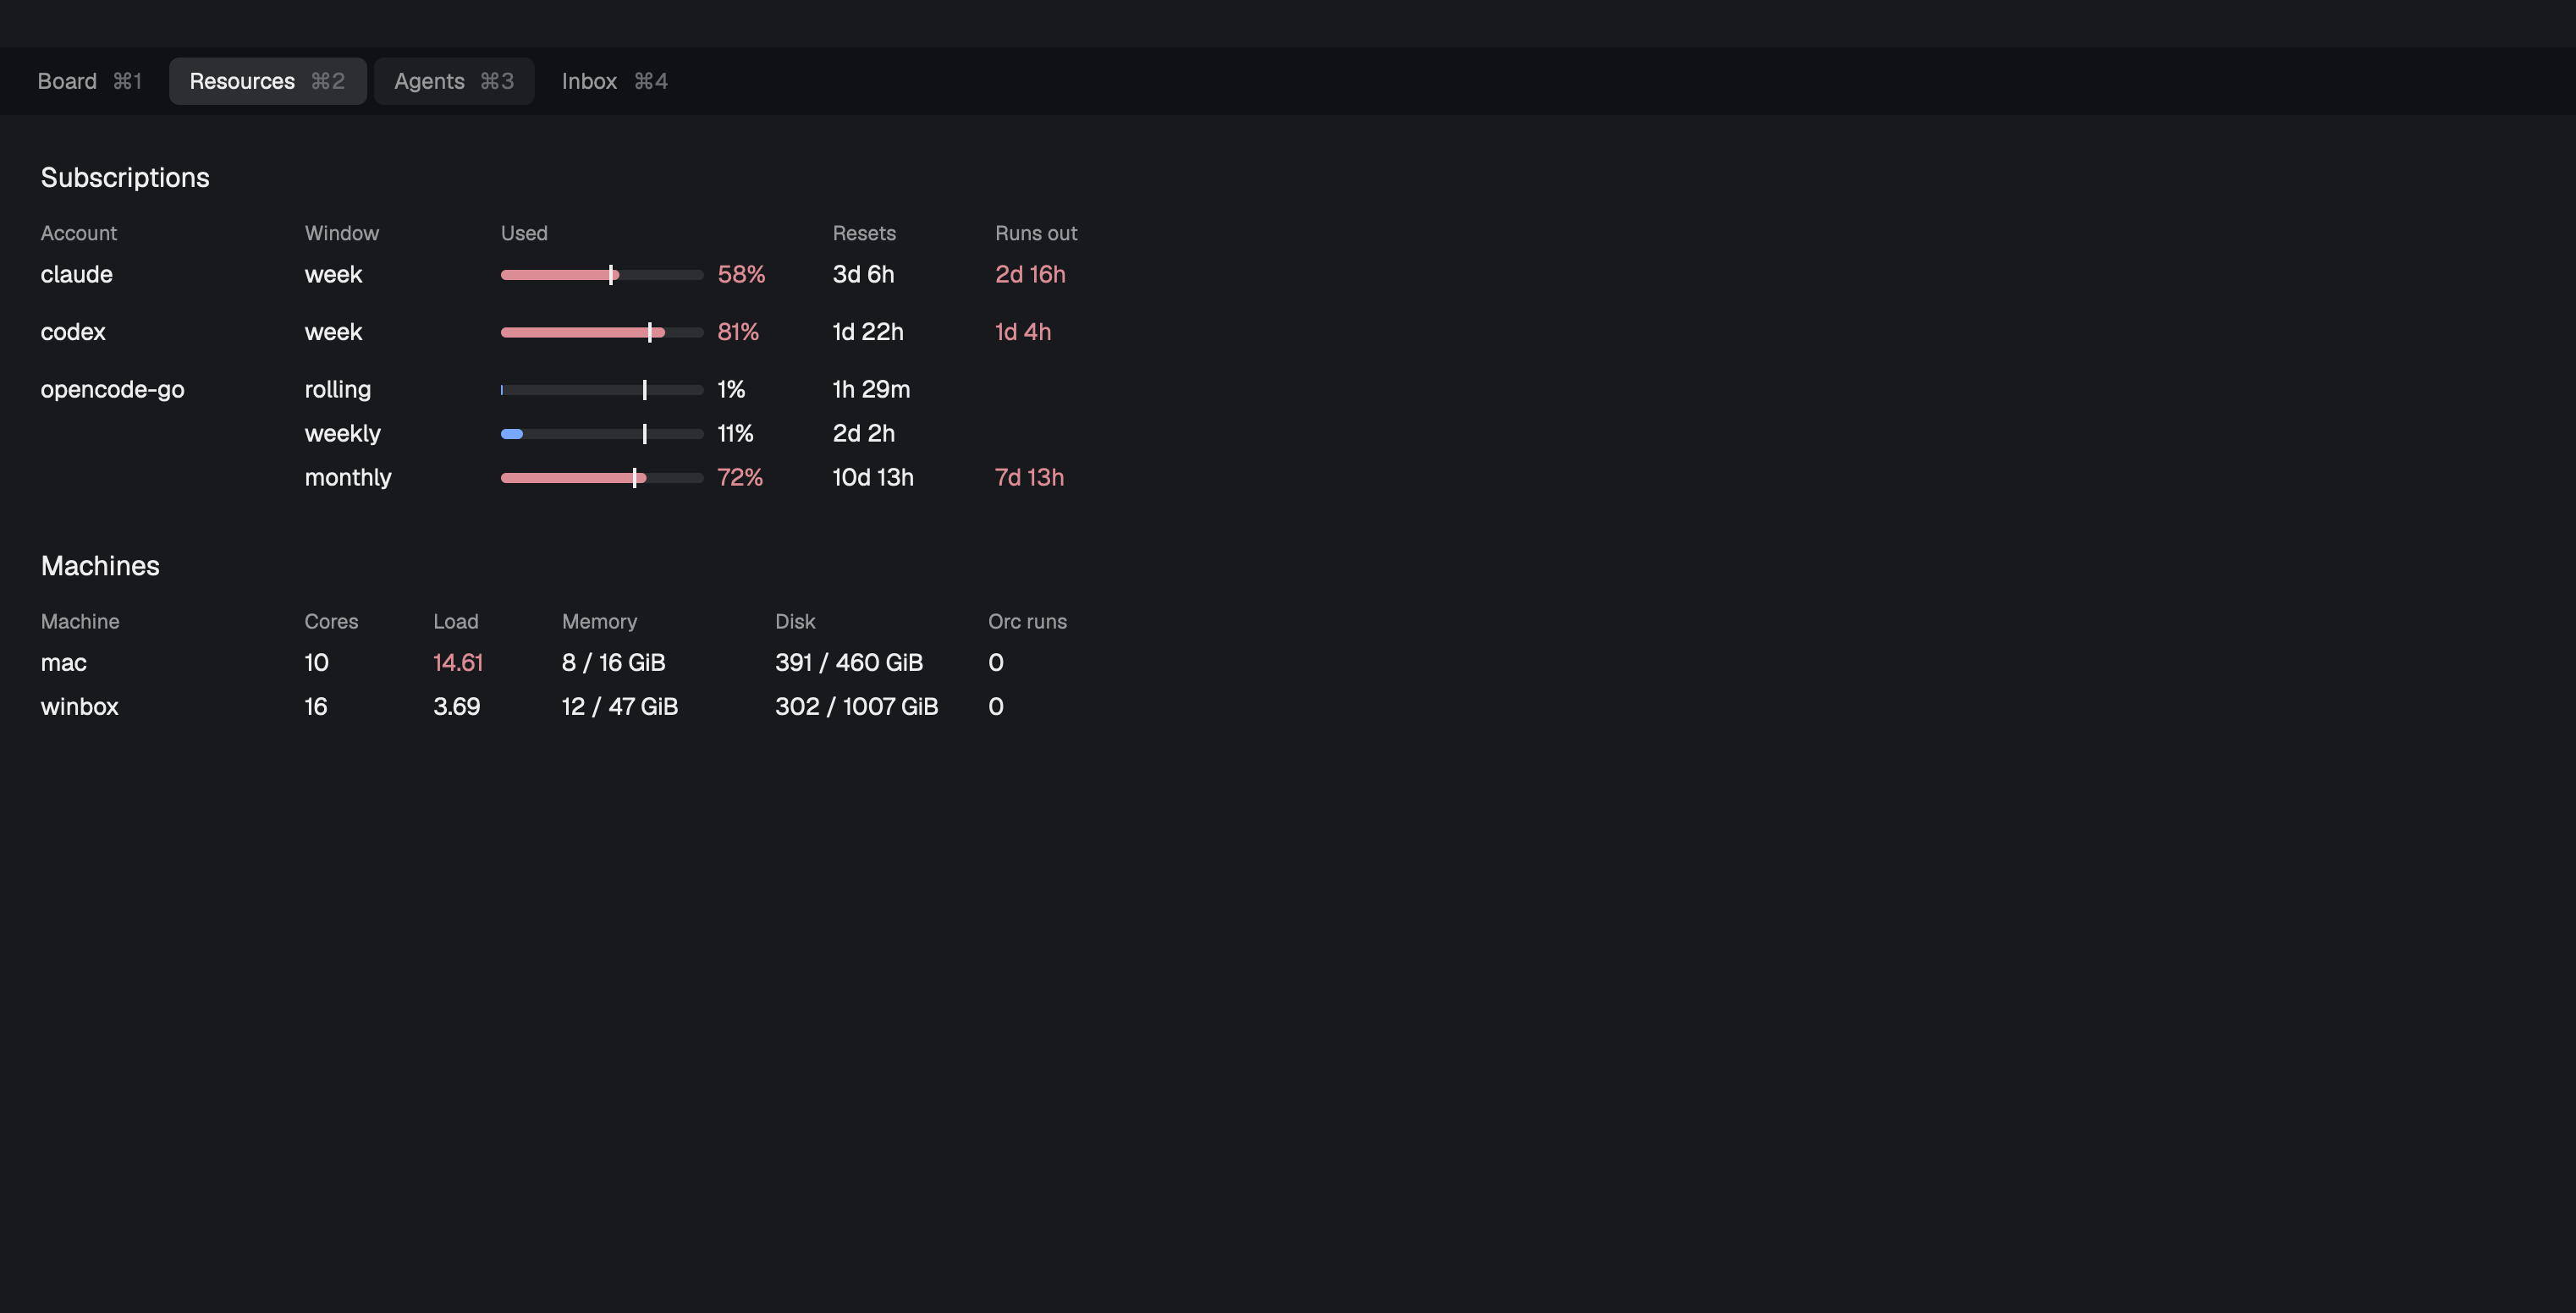 Board ⌘1 Resources ⌘2 Agents ⌘3 Inbox ⌘4
Subscriptions
Account Window Used Resets Runs out
claude week 58% 3d 6h 2d 16h
codex week 81% 1d 22h 1d 4h
opencode-go rolling 1% 1h 29m
weekly 11% 2d 2h
monthly 72% 10d 13h 7d 13h
Machines
Machine Cores Load Memory Disk Orc runs
mac 10 14.61 8 / 16 GiB 391 / 460 GiB 0
winbox 16 3.69 12 / 47 GiB 302 / 1007 GiB 0